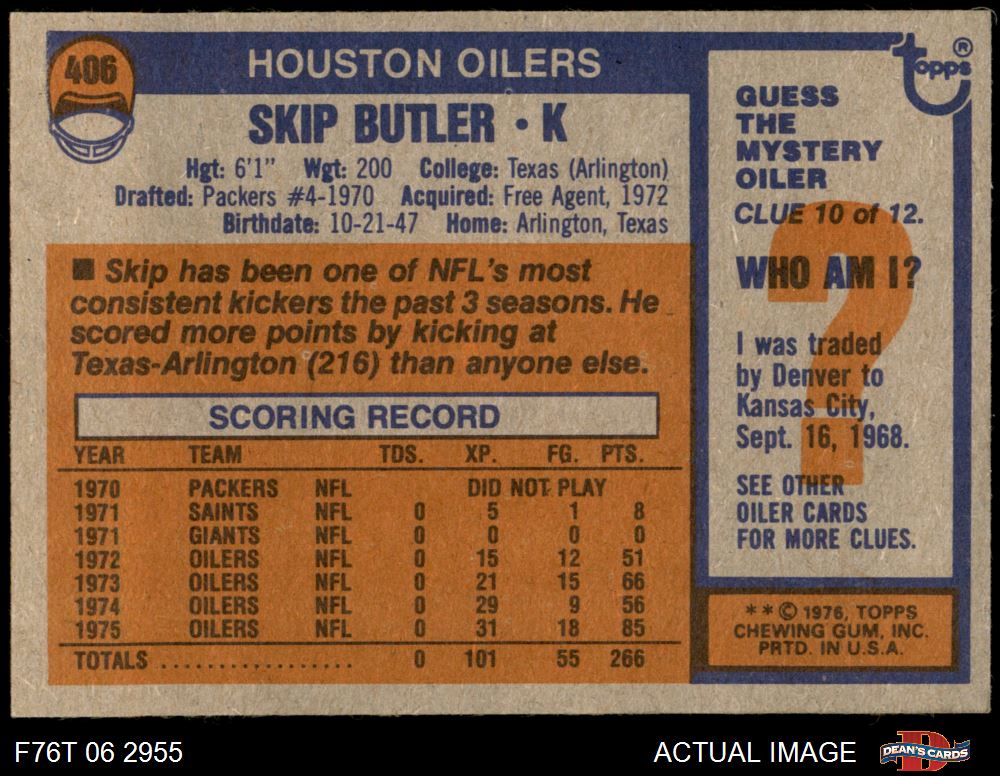 406
HOUSTON OILERS
SKIP BUTLER • K
Hgt: 6'1" Wgt: 200 College: Texas (Arlington)
Drafted: Packers #4-1970 Acquired: Free Agent, 1972
Birthdate: 10-21-47 Home: Arlington, Texas
■ Skip has been one of NFL's most
consistent kickers the past 3 seasons. He
scored more points by kicking at
Texas-Arlington (216) than anyone else.
SCORING RECORD
YEAR TEAM TDS. XP. FG. PTS.
1970 PACKERS NFL DID NOT PLAY
1971 SAINTS NFL 0 5 1 8
1971 GIANTS NFL 0 0 0 0
1972 OILERS NFL 0 15 12 51
1973 OILERS NFL 0 21 15 66
1974 OILERS NFL 0 29 9 56
1975 OILERS NFL 0 31 18 85
TOTALS .................. 0 101 55 266
topps ®
GUESS
THE
MYSTERY
OILER
CLUE 10 of 12.
?
WHO AM I?
I was traded
by Denver to
Kansas City,
Sept. 16, 1968.
SEE OTHER
OILER CARDS
FOR MORE CLUES.
**© 1976, TOPPS
CHEWING GUM, INC.
PRTD. IN U.S.A.
F76T 06 2955
ACTUAL IMAGE
D
DEAN'S CARDS